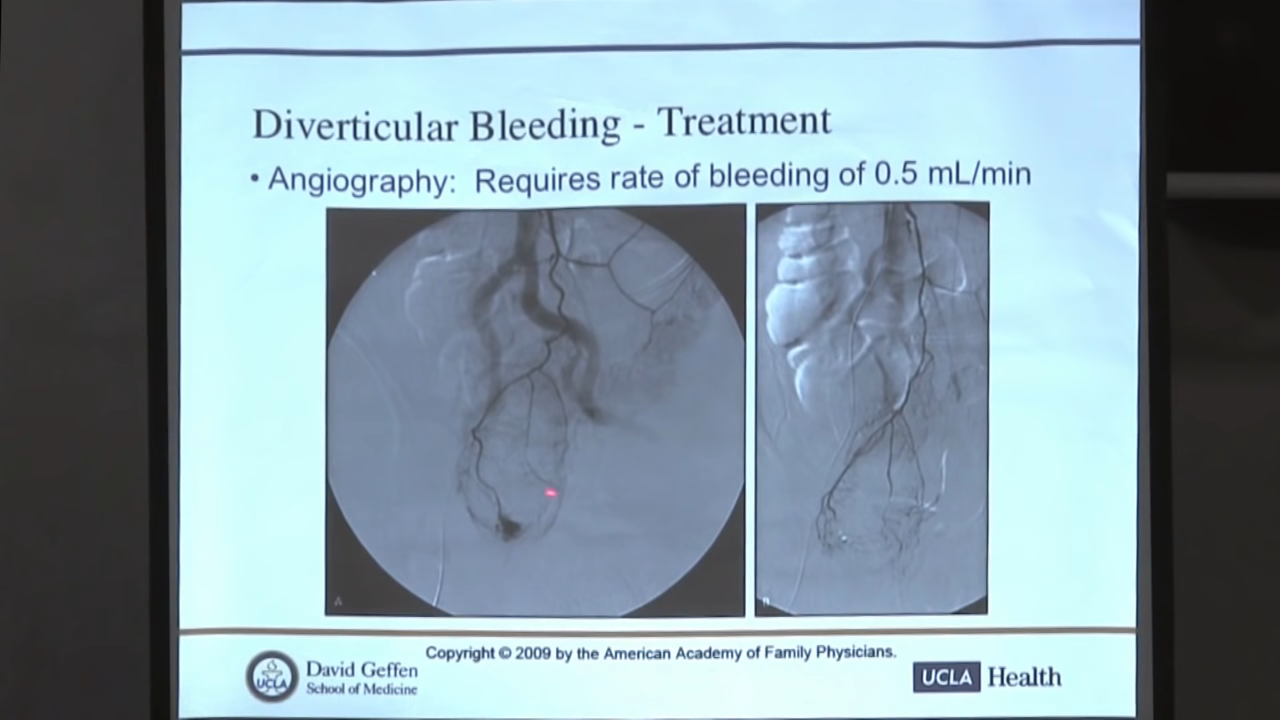 Diverticular Bleeding - Treatment
• Angiography: Requires rate of bleeding of 0.5 mL/min
A
B
Copyright © 2009 by the American Academy of Family Physicians.
UCLA
David Geffen
School of Medicine
UCLA Health